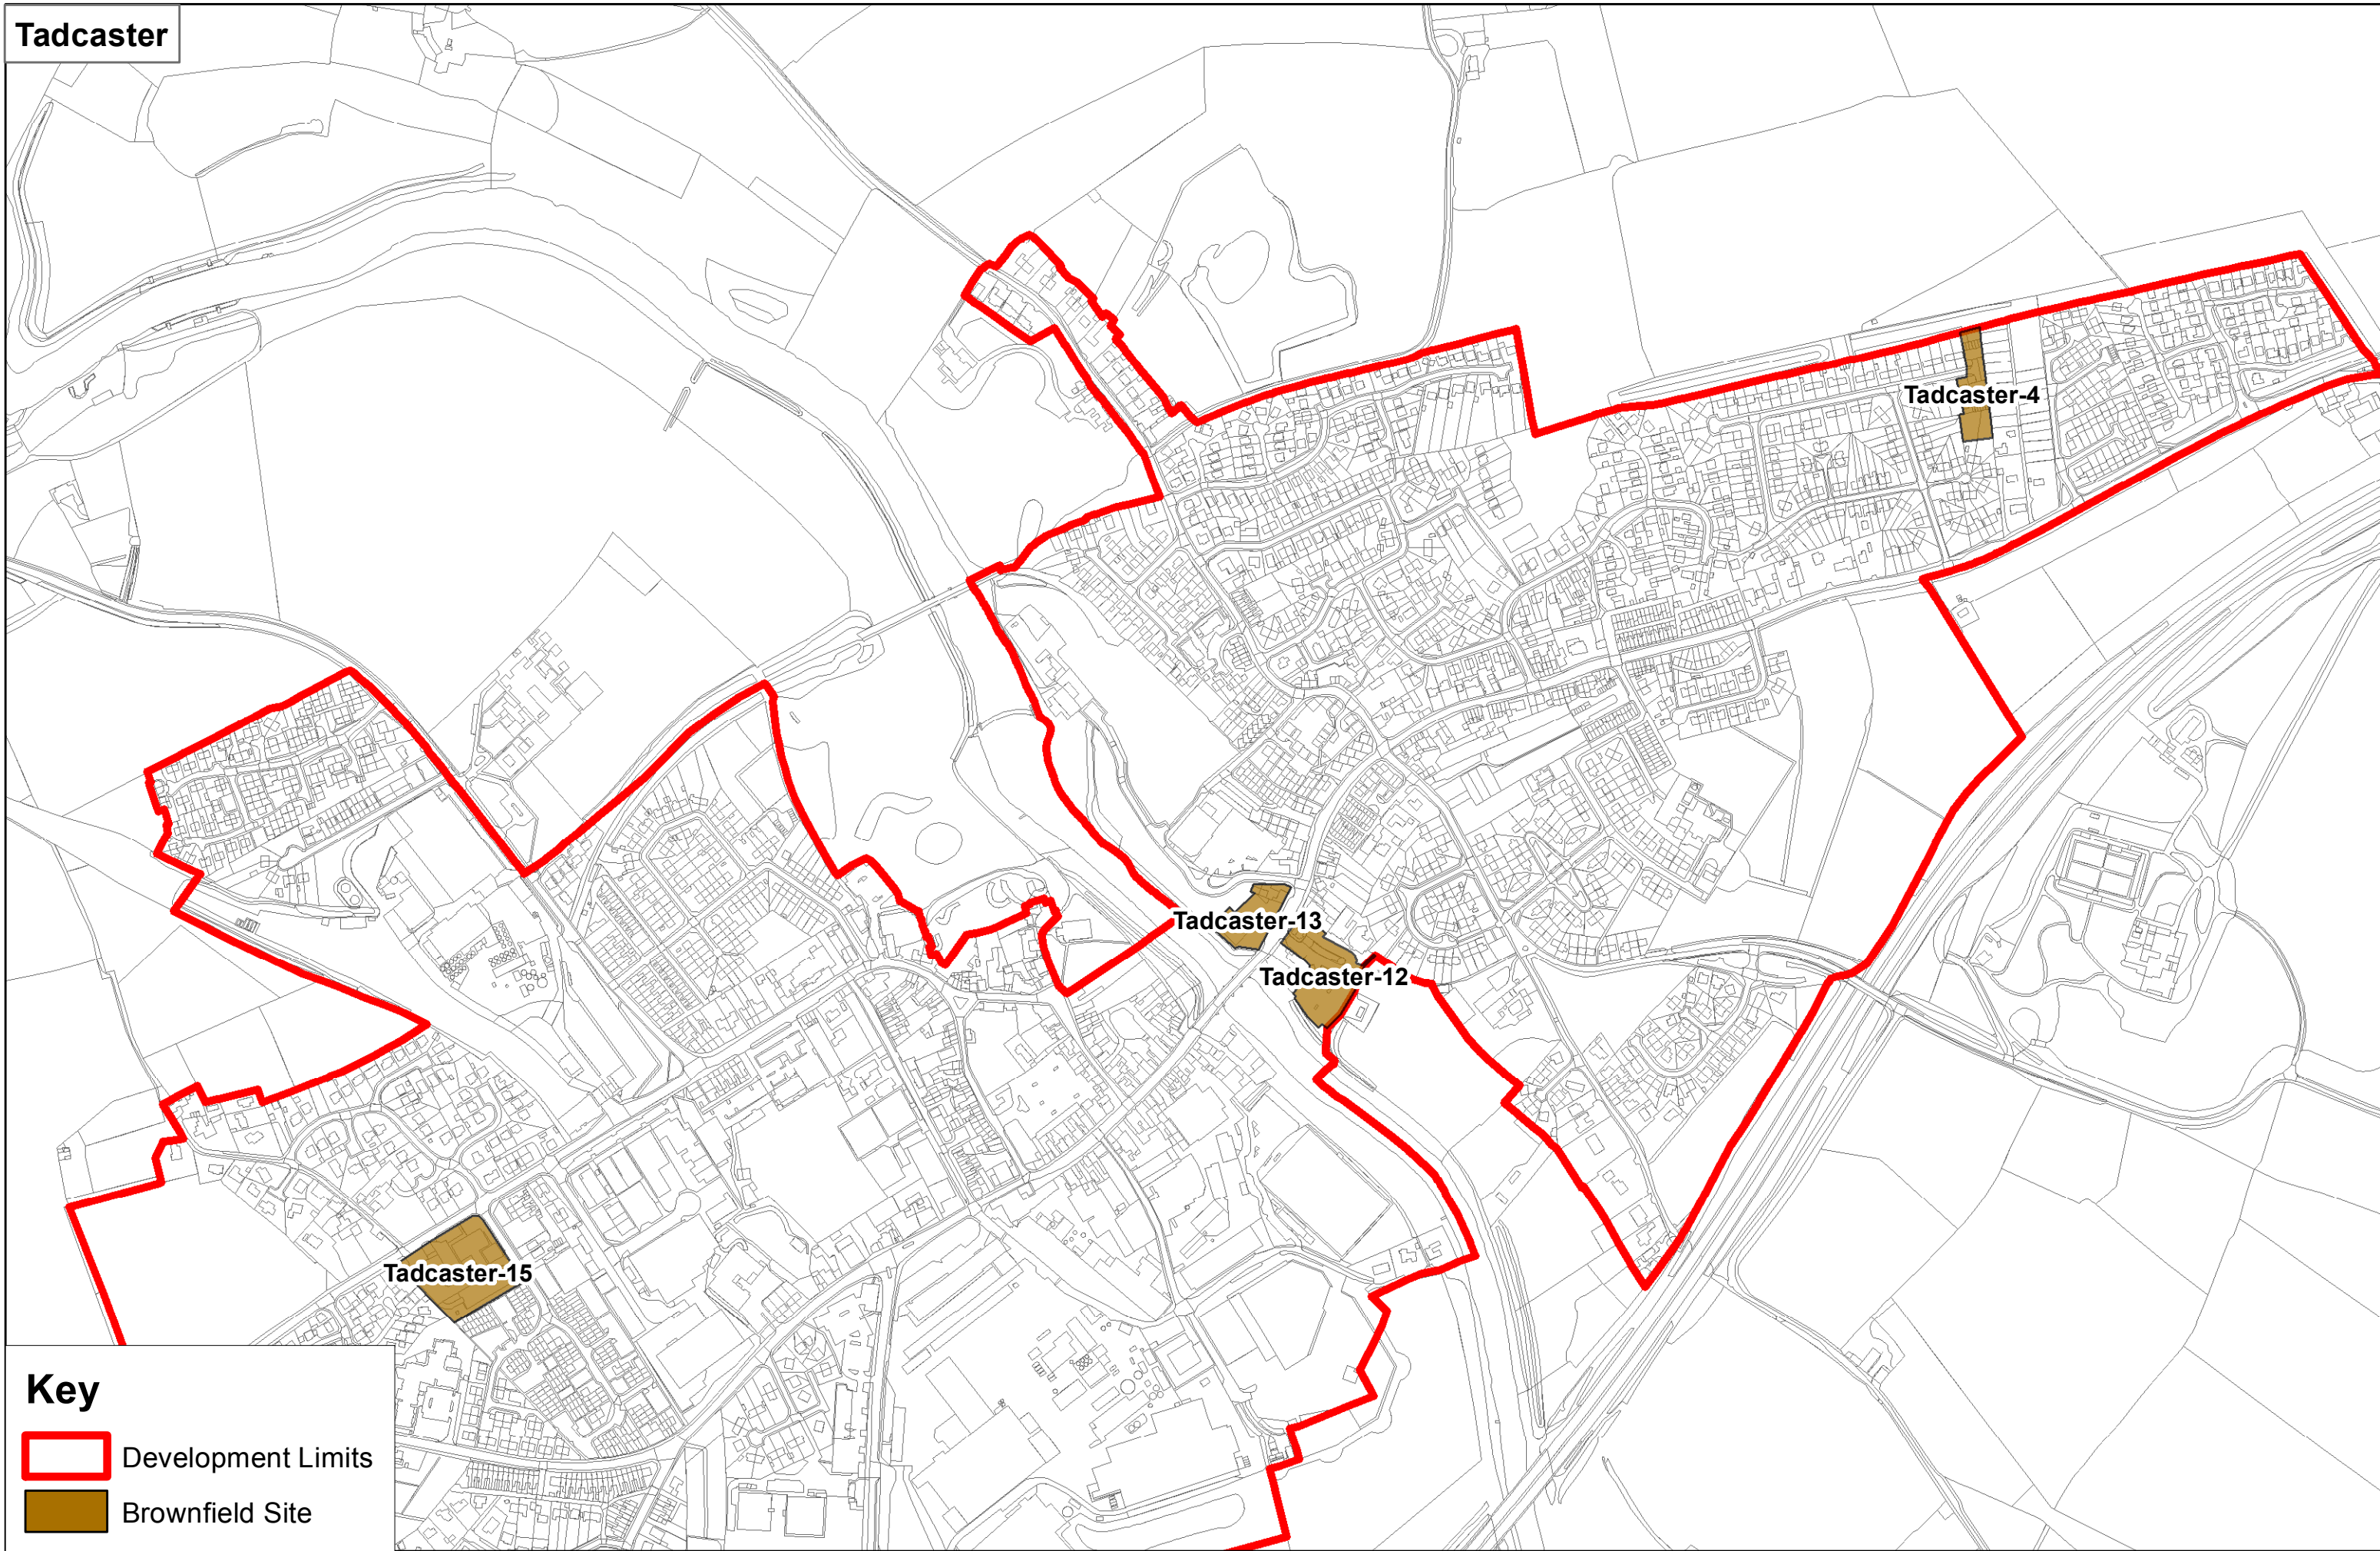 Tadcaster
Tadcaster-4
Tadcaster-13
Tadcaster-12
Tadcaster-15
Key
Development Limits
Brownfield Site